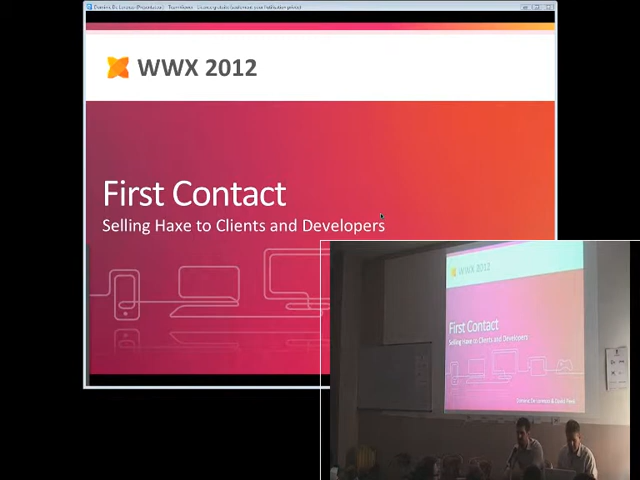 WWX 2012
First Contact
Selling Haxe to Clients and Developers
WWX 2012
First Contact
Selling Haxe to Clients and Developers